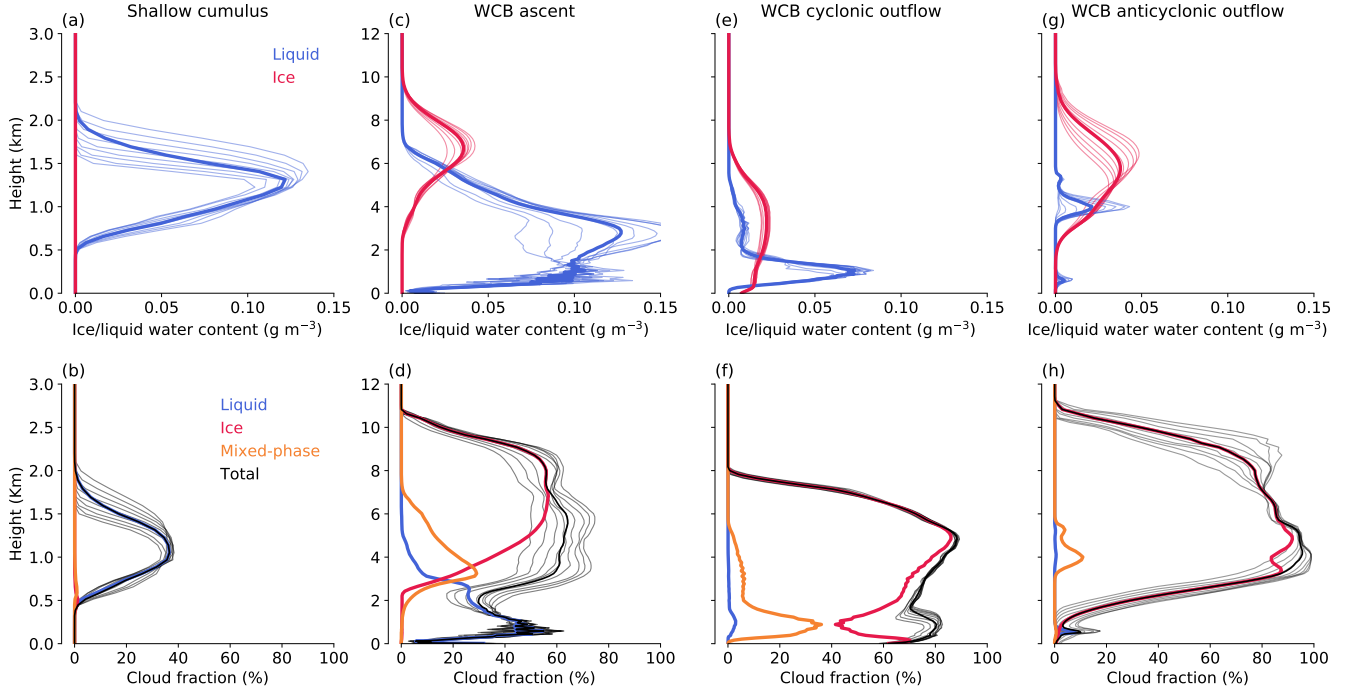 Shallow cumulus
WCB ascent
WCB cyclonic outflow
WCB anticyclonic outflow
(a)
(c)
(e)
(g)
3.0
2.5
2.0
1.5
1.0
0.5
0.0
Height (km)
Liquid
Ice
0.00 0.05 0.10 0.15
Ice/liquid water content (g m⁻³)
12
10
8
6
4
2
0
0.00 0.05 0.10 0.15
Ice/liquid water content (g m⁻³)
0.00 0.05 0.10 0.15
Ice/liquid water content (g m⁻³)
0.00 0.05 0.10 0.15
Ice/liquid water content (g m⁻³)
(b)
(d)
(f)
(h)
3.0
2.5
2.0
1.5
1.0
0.5
0.0
Height (Km)
Liquid
Ice
Mixed-phase
Total
0 20 40 60 80 100
Cloud fraction (%)
12
10
8
6
4
2
0
0 20 40 60 80 100
Cloud fraction (%)
0 20 40 60 80 100
Cloud fraction (%)
0 20 40 60 80 100
Cloud fraction (%)